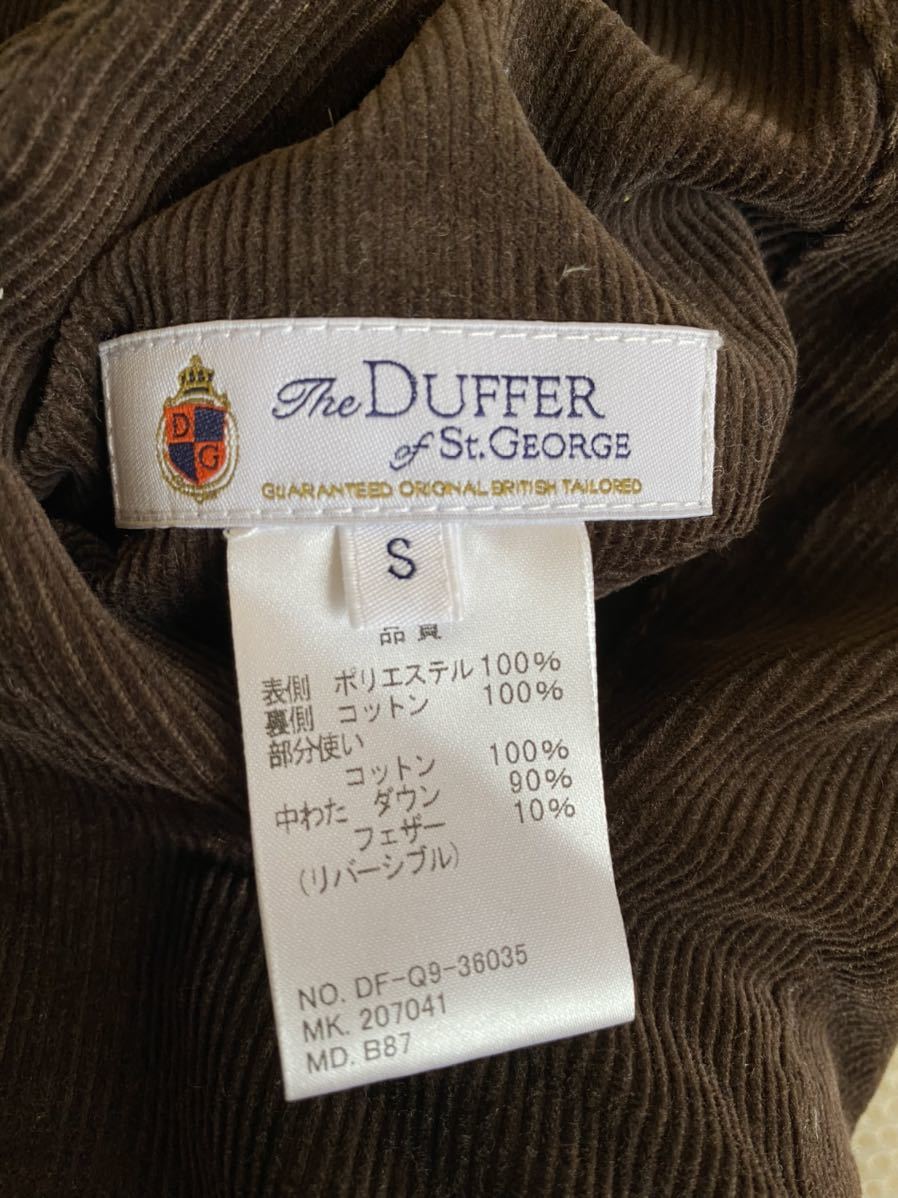 D
G
The DUFFER
of St.GEORGE
GUARANTEED ORIGINAL BRITISH TAILORED
S
品質
表側 ポリエステル 100%
裏側 コットン 100%
部分使い
コットン 100%
中わた ダウン 90%
フェザー 10%
(リバーシブル)
NO. DF-Q9-36035
MK. 207041
MD. B87